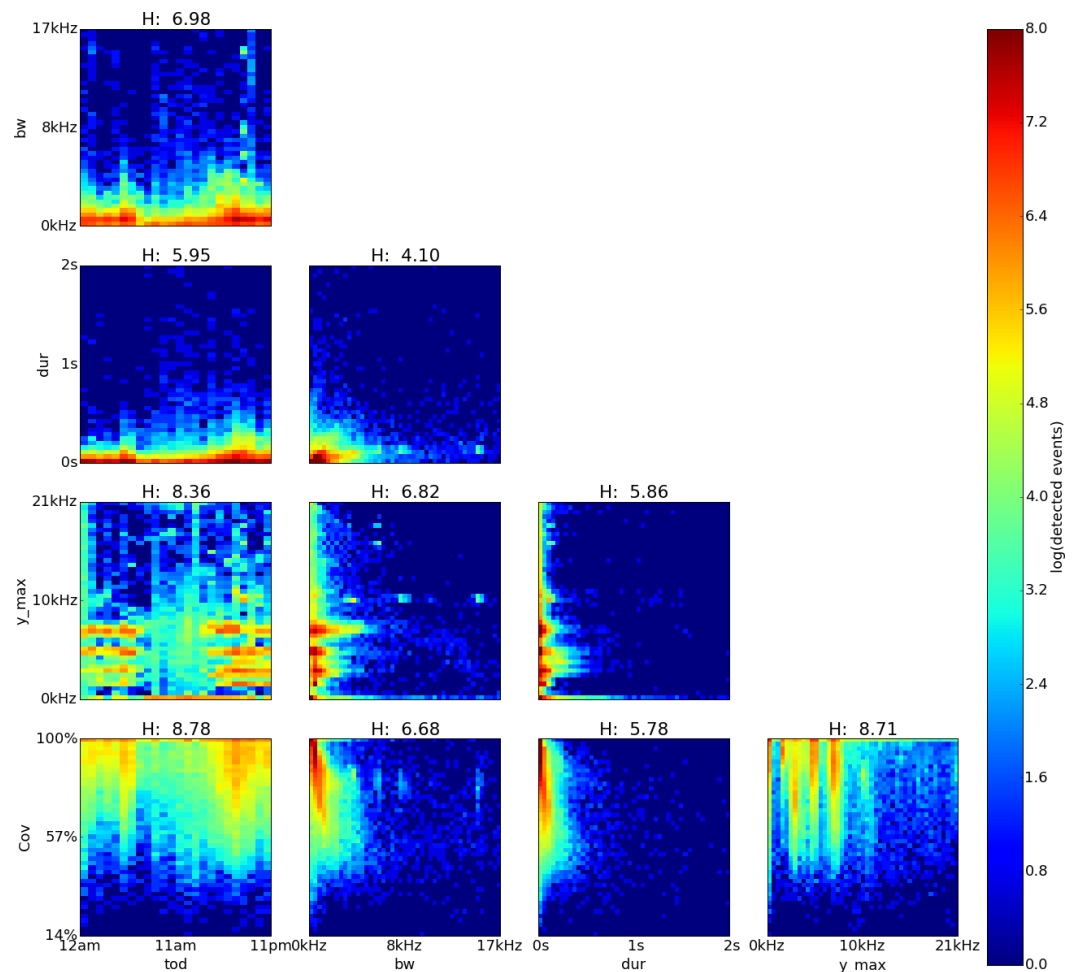 H: 6.98
17kHz
8kHz
0kHz
bw
H: 5.95
2s
1s
0s
dur
H: 4.10
H: 8.36
21kHz
10kHz
0kHz
y_max
H: 6.82
H: 5.86
H: 8.78
100%
57%
14%
Cov
12am
11am
11pm
tod
H: 6.68
0kHz
8kHz
17kHz
bw
H: 5.78
0s
1s
2s
dur
H: 8.71
0kHz
10kHz
21kHz
y_max
8.0
7.2
6.4
5.6
4.8
4.0
3.2
2.4
1.6
0.8
0.0
log(detected events)